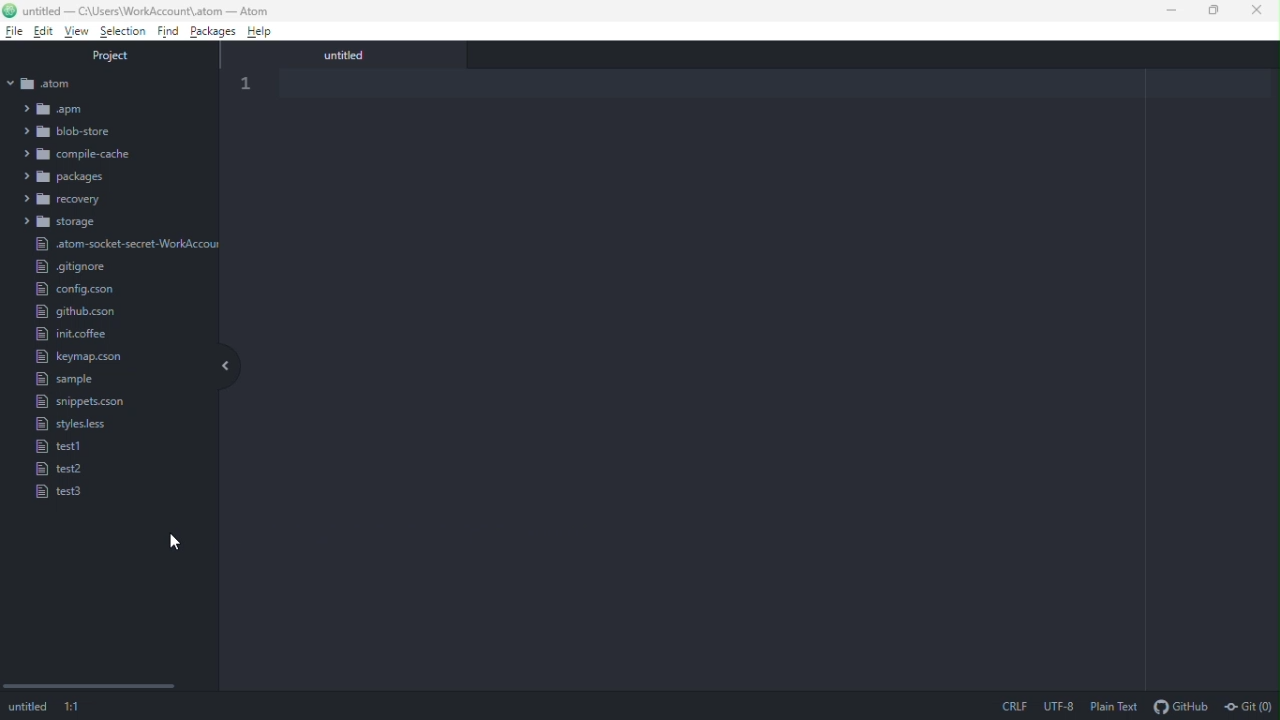 untitled — C:\Users\WorkAccount\.atom — Atom
File Edit View Selection Find Packages Help
Project
untitled
1
.atom
.apm
blob-store
compile-cache
packages
recovery
storage
.atom-socket-secret-WorkAccour
.gitignore
config.cson
github.cson
init.coffee
keymap.cson
sample
snippets.cson
styles.less
test1
test2
test3
untitled 1:1 CRLF UTF-8 Plain Text GitHub Git (0)